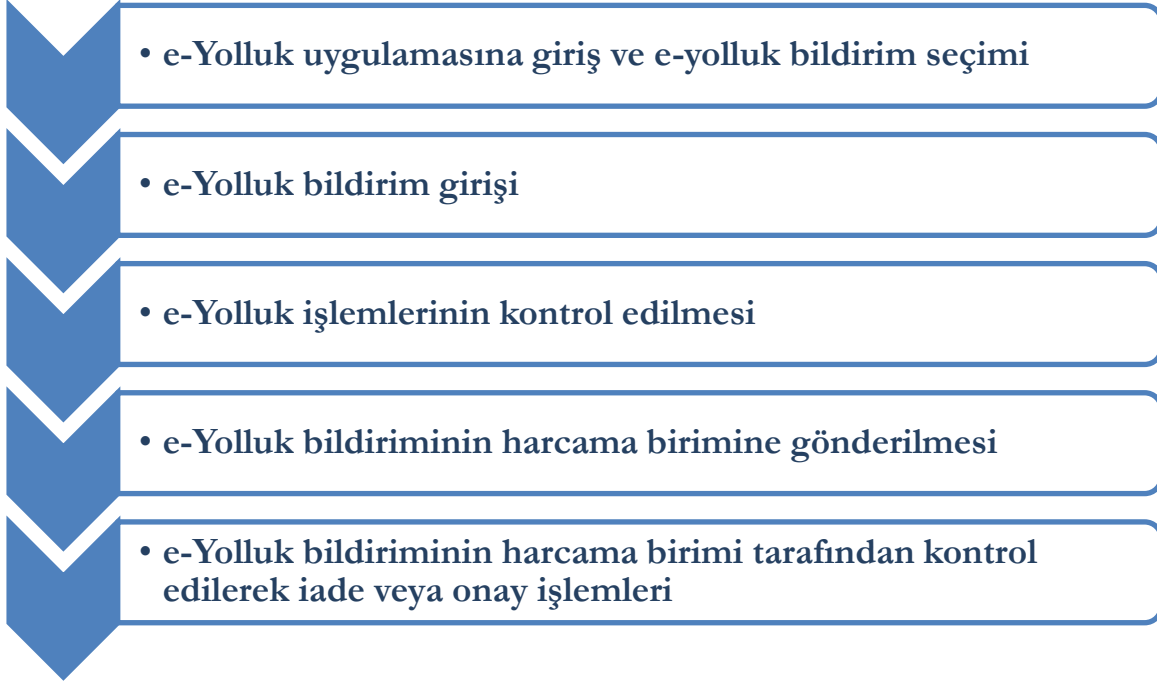 • e-Yolluk uygulamasına giriş ve e-yolluk bildirim seçimi
• e-Yolluk bildirim girişi
• e-Yolluk işlemlerinin kontrol edilmesi
• e-Yolluk bildiriminin harcama birimine gönderilmesi
• e-Yolluk bildiriminin harcama birimi tarafından kontrol
edilerek iade veya onay işlemleri